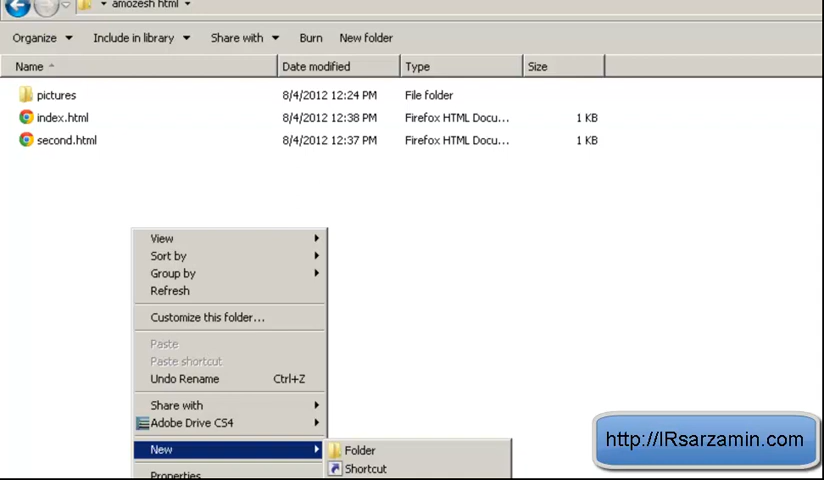 amozesh html
Organize Include in library Share with Burn New folder
Name Date modified Type Size
pictures 8/4/2012 12:24 PM File folder
index.html 8/4/2012 12:38 PM Firefox HTML Docu... 1 KB
second.html 8/4/2012 12:37 PM Firefox HTML Docu... 1 KB
View
Sort by
Group by
Refresh
Customize this folder...
Paste
Paste shortcut
Undo Rename Ctrl+Z
Share with
Adobe Drive CS4
New
Properties
Folder
Shortcut
http://IRsarzamin.com